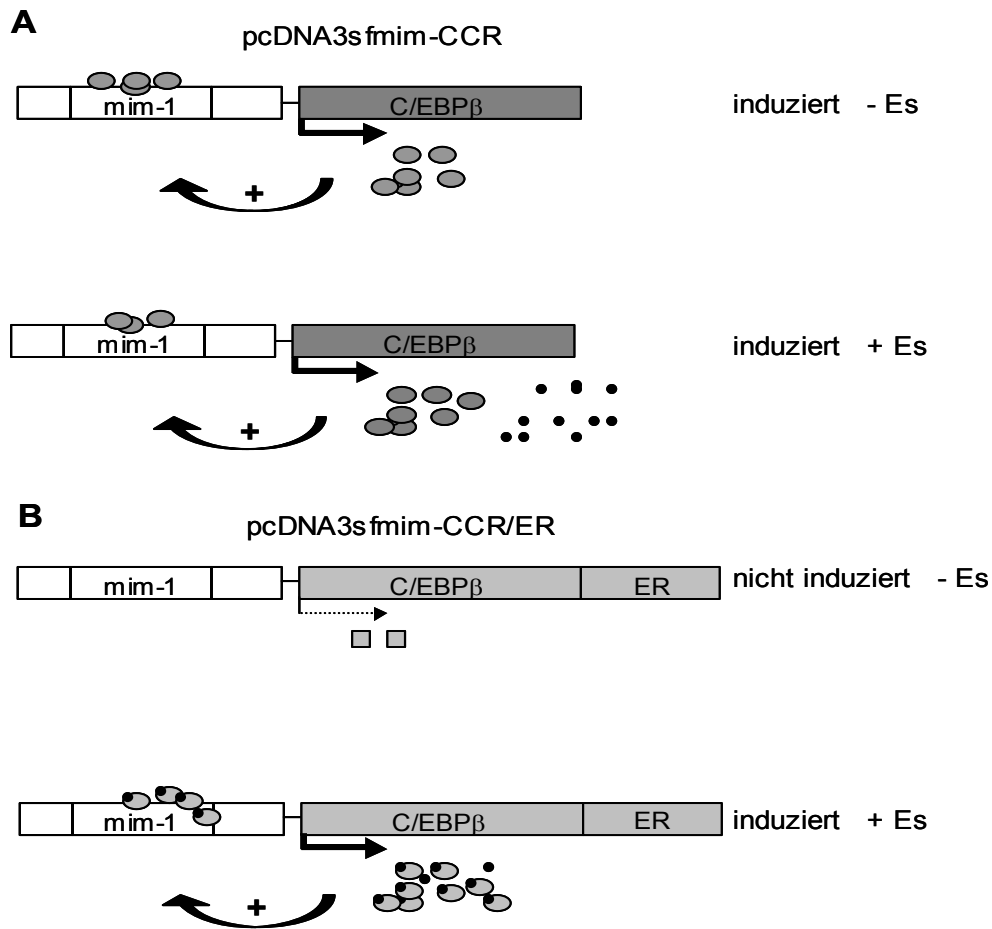 A
pcDNA3sfmim-CCR
mim-1 C/EBPβ induziert - Es
+
mim-1 C/EBPβ induziert + Es
+
B
pcDNA3sfmim-CCR/ER
mim-1 C/EBPβ ER nicht induziert - Es
mim-1 C/EBPβ ER induziert + Es
+